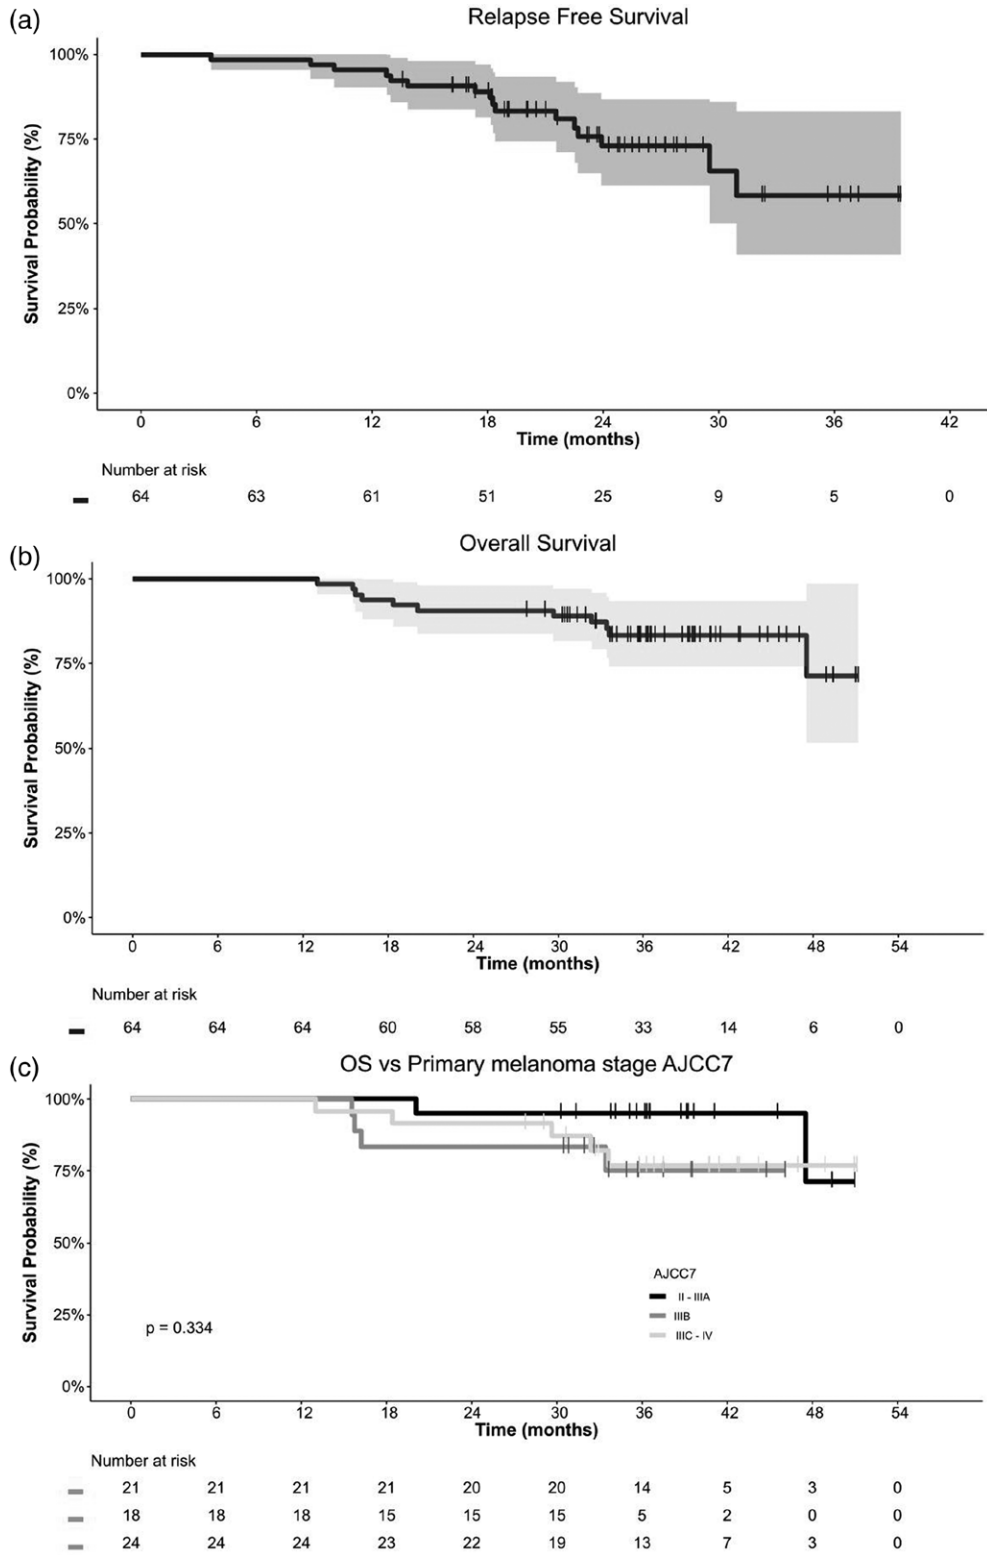 (a)
Relapse Free Survival
Survival Probability (%)
100%
75%
50%
25%
0%
0 6 12 18 24 30 36 42
Time (months)
Number at risk
64 63 61 51 25 9 5 0
(b)
Overall Survival
Survival Probability (%)
100%
75%
50%
25%
0%
0 6 12 18 24 30 36 42 48 54
Time (months)
Number at risk
64 64 64 60 58 55 33 14 6 0
(c)
OS vs Primary melanoma stage AJCC7
Survival Probability (%)
100%
75%
50%
25%
0%
p = 0.334
AJCC7
II - IIIA
IIIB
IIIC - IV
0 6 12 18 24 30 36 42 48 54
Time (months)
Number at risk
21 21 21 21 20 20 14 5 3 0
18 18 18 15 15 15 5 2 0 0
24 24 24 23 22 19 13 7 3 0